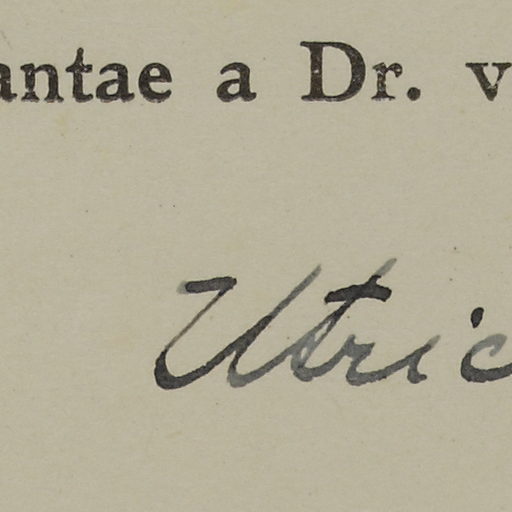 antae a Dr. v
Utric